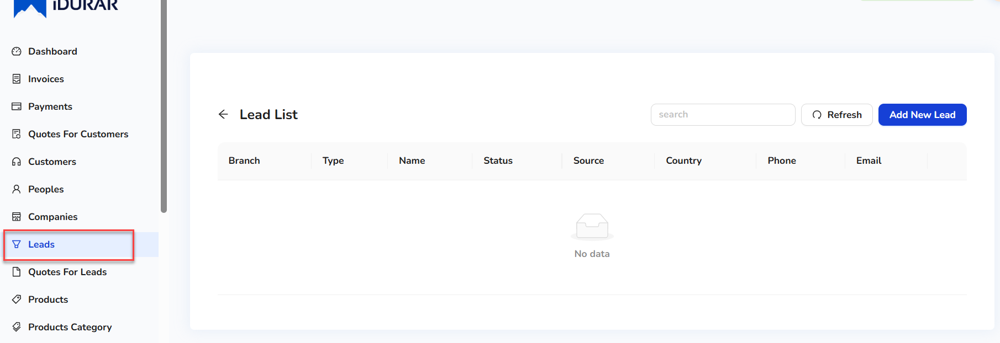 iDURAR
Dashboard
Invoices
Payments
Quotes For Customers
Customers
Peoples
Companies
Leads
Quotes For Leads
Products
Products Category
Lead List
search
Refresh
Add New Lead
Branch Type Name Status Source Country Phone Email
No data